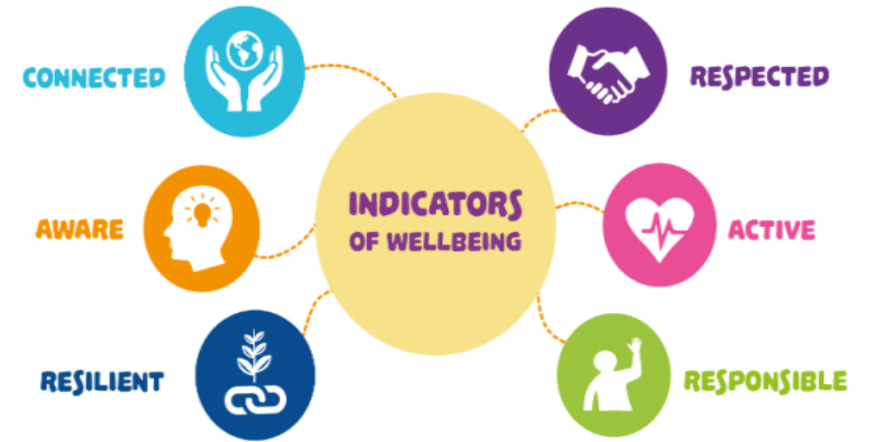 CONNECTED
RESPECTED
INDICATORS
OF WELLBEING
AWARE
ACTIVE
RESILIENT
RESPONSIBLE